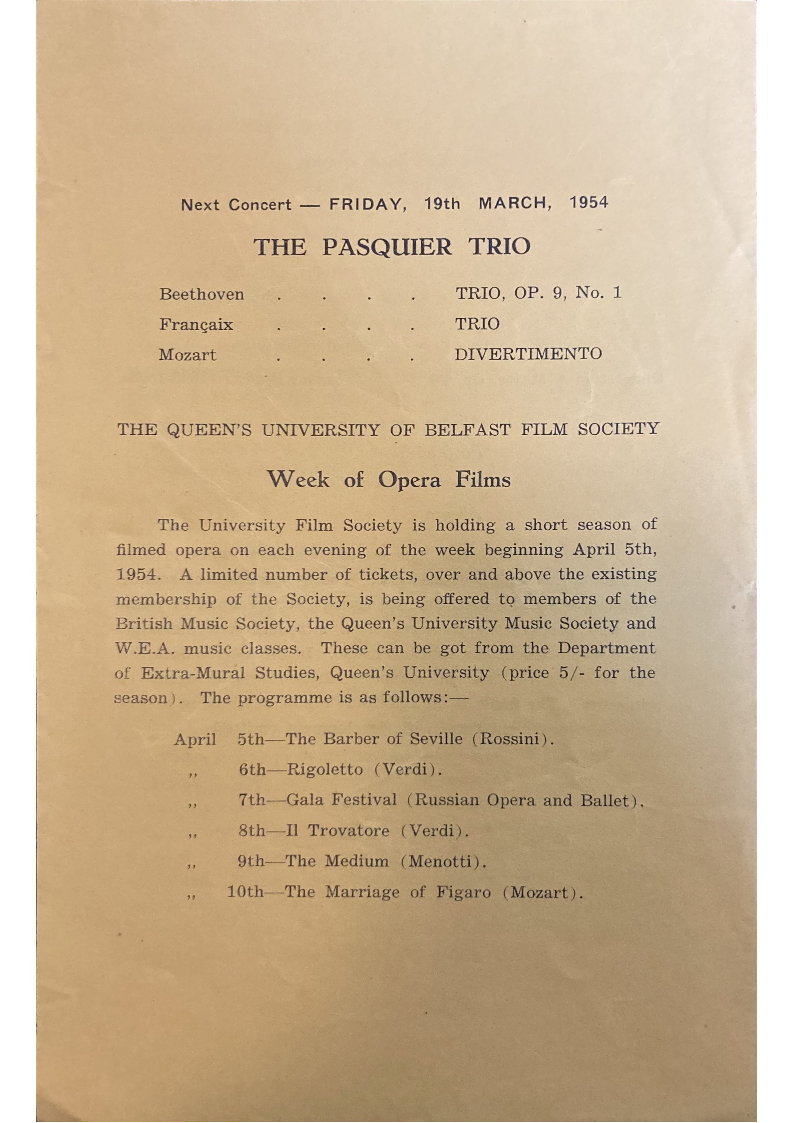 Next Concert — FRIDAY, 19th MARCH, 1954
THE PASQUIER TRIO
Beethoven . . . . TRIO, OP. 9, No. 1
Françaix . . . . TRIO
Mozart . . . . DIVERTIMENTO
THE QUEEN'S UNIVERSITY OF BELFAST FILM SOCIETY
Week of Opera Films
The University Film Society is holding a short season of
filmed opera on each evening of the week beginning April 5th,
1954. A limited number of tickets, over and above the existing
membership of the Society, is being offered to members of the
British Music Society, the Queen's University Music Society and
W.E.A. music classes. These can be got from the Department
of Extra-Mural Studies, Queen's University (price 5/- for the
season). The programme is as follows:—
April 5th—The Barber of Seville (Rossini).
,, 6th—Rigoletto (Verdi).
,, 7th—Gala Festival (Russian Opera and Ballet).
,, 8th—Il Trovatore (Verdi).
,, 9th—The Medium (Menotti).
,, 10th—The Marriage of Figaro (Mozart).